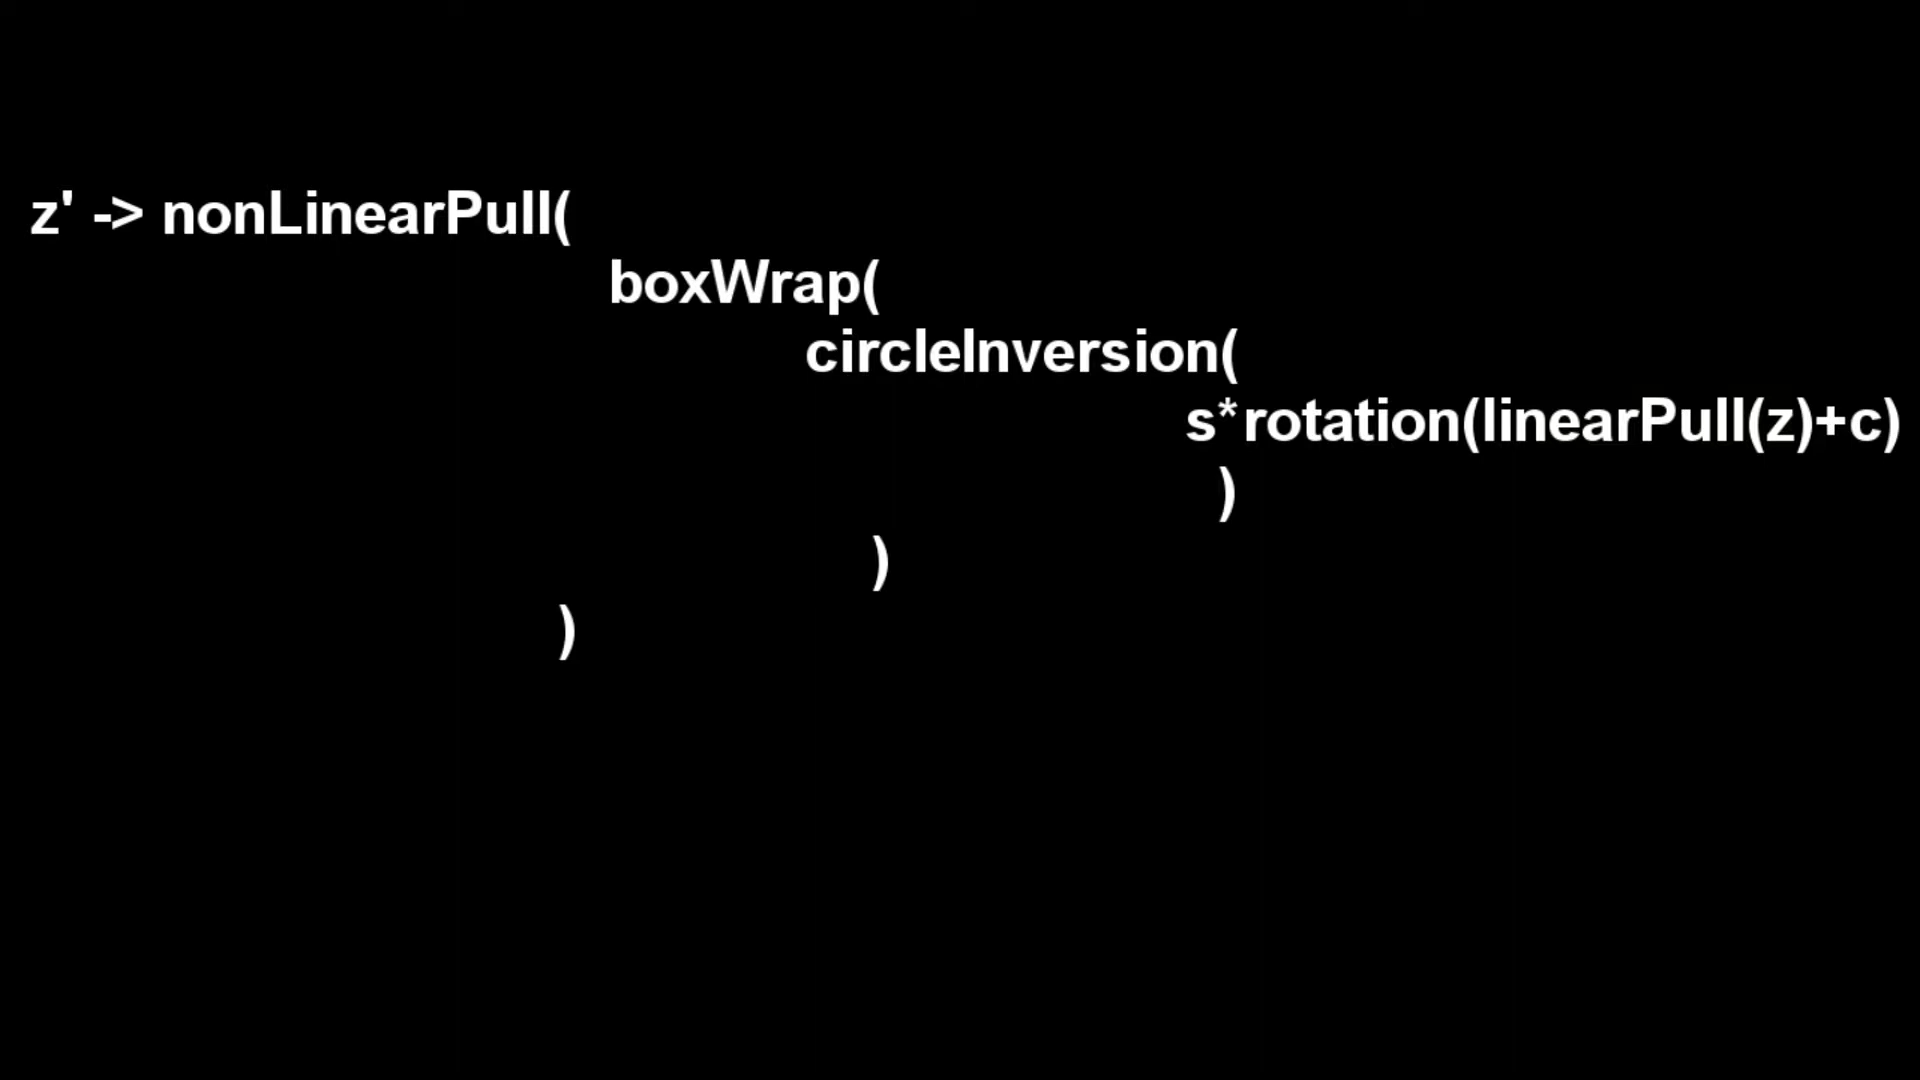 z' -> nonLinearPull(
boxWrap(
circleInversion(
s*rotation(linearPull(z)+c)
)
)
)